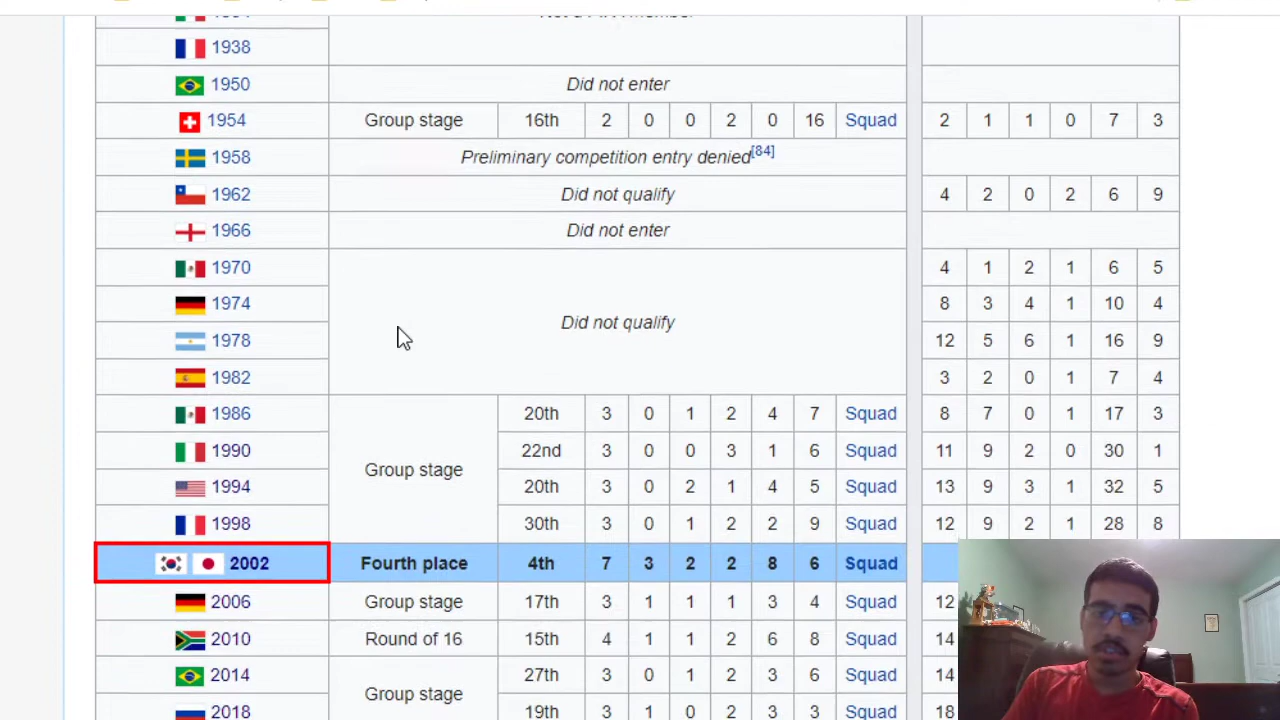 1938
1950 Did not enter
1954 Group stage 16th 2 0 0 2 0 16 Squad 2 1 1 0 7 3
1958 Preliminary competition entry denied[84]
1962 Did not qualify 4 2 0 2 6 9
1966 Did not enter
1970 4 1 2 1 6 5
1974 8 3 4 1 10 4
Did not qualify
1978 12 5 6 1 16 9
1982 3 2 0 1 7 4
1986 20th 3 0 1 2 4 7 Squad 8 7 0 1 17 3
1990 22nd 3 0 0 3 1 6 Squad 11 9 2 0 30 1
Group stage
1994 20th 3 0 2 1 4 5 Squad 13 9 3 1 32 5
1998 30th 3 0 1 2 2 9 Squad 12 9 2 1 28 8
2002 Fourth place 4th 7 3 2 2 8 6 Squad
2006 Group stage 17th 3 1 1 1 3 4 Squad 12
2010 Round of 16 15th 4 1 1 2 6 8 Squad 14
2014 27th 3 0 1 2 3 6 Squad 14
Group stage
2018 19th 3 1 0 2 3 3 Squad 18